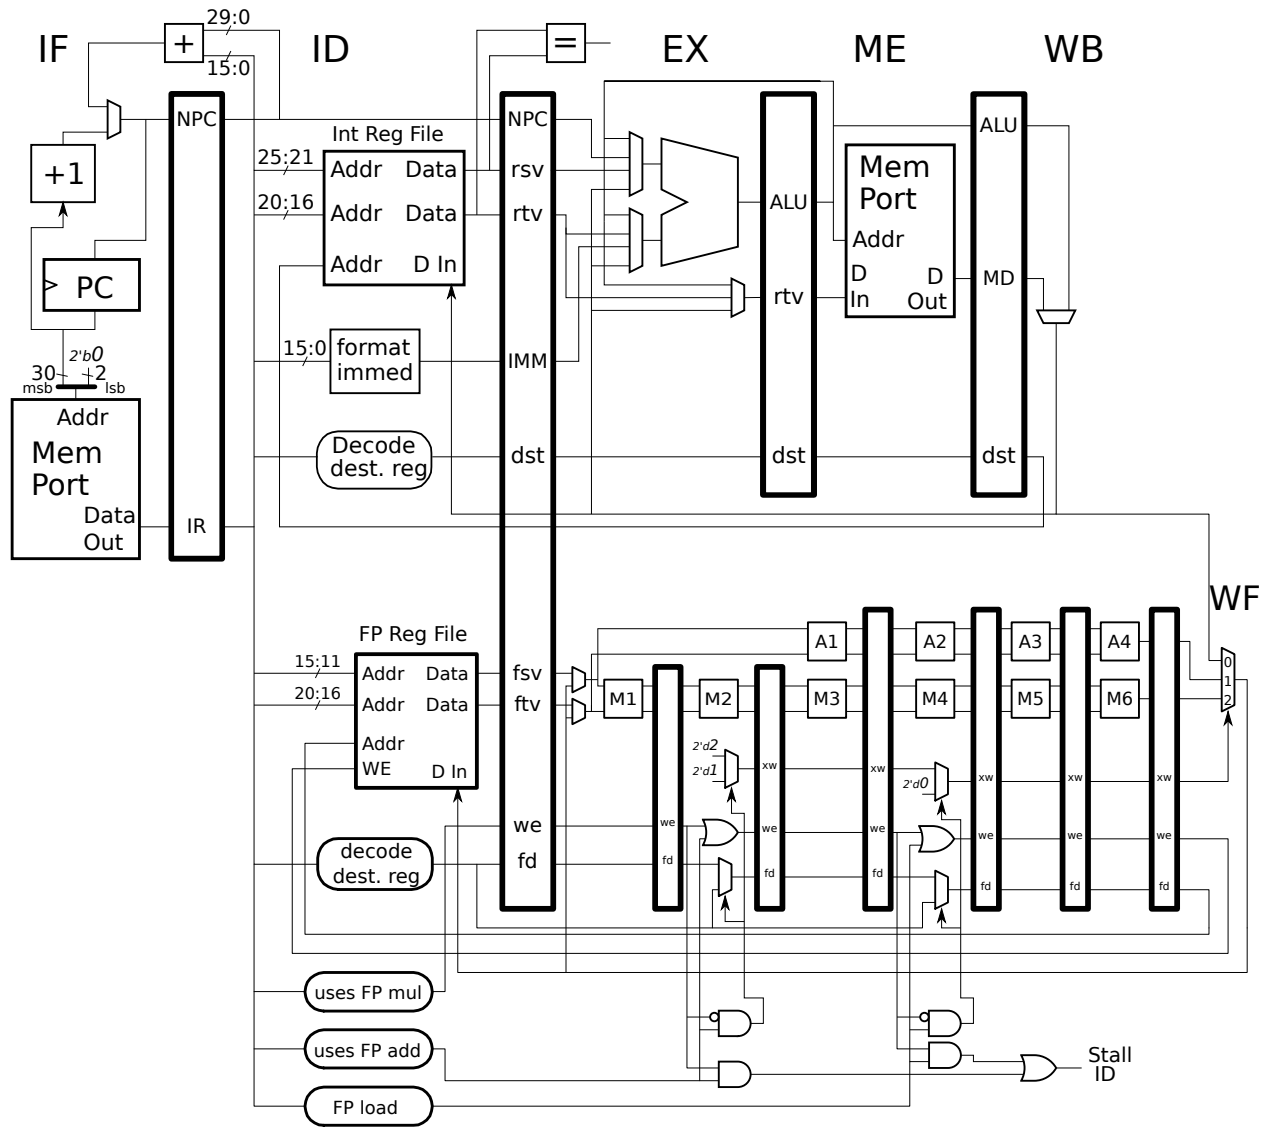 IF
ID
EX
ME
WB
29:0
+
15:0
=
NPC
+1
PC
2'b0
30
2
msb
lsb
Addr
Mem
Port
Data
Out
IR
Int Reg File
25:21
Addr
Data
20:16
Addr
Data
Addr
D In
15:0
format
immed
Decode
dest. reg
NPC
rsv
rtv
IMM
dst
ALU
rtv
dst
Mem
Port
Addr
D
In
D
Out
ALU
MD
dst
WF
FP Reg File
15:11
Addr
Data
20:16
Addr
Data
Addr
WE
D In
decode
dest. reg
fsv
ftv
we
fd
A1
A2
A3
A4
M1
M2
M3
M4
M5
M6
0
1
2
2'd2
2'd1
xw
xw
2'd0
xw
xw
xw
we
we
we
we
we
we
fd
fd
fd
fd
fd
fd
uses FP mul
uses FP add
FP load
Stall
ID